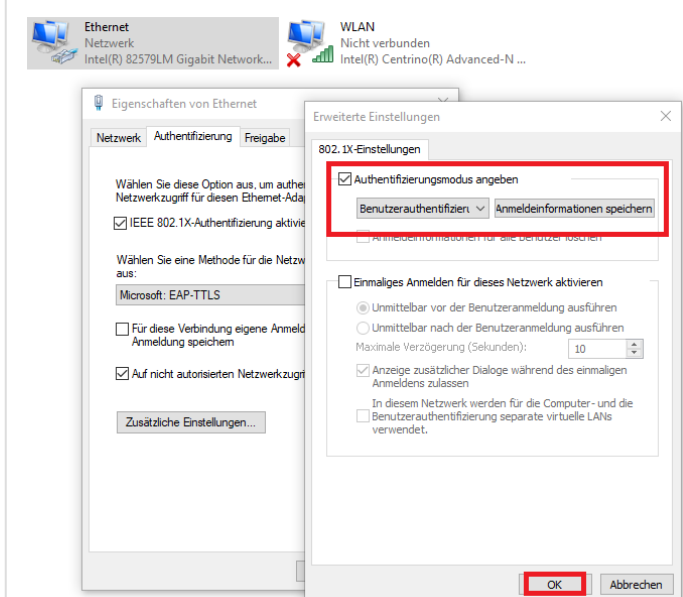 Ethernet
Netzwerk
Intel(R) 82579LM Gigabit Network...
WLAN
Nicht verbunden
Intel(R) Centrino(R) Advanced-N ...
Eigenschaften von Ethernet
Netzwerk Authentifizierung Freigabe
Wählen Sie diese Option aus, um authe
Netzwerkzugriff für diesen Ethernet-Ada
IEEE 802.1X-Authentifizierung aktivie
Wählen Sie eine Methode für die Netzw
aus:
Microsoft: EAP-TTLS
Für diese Verbindung eigene Anmeld
Anmeldung speichern
Auf nicht autorisierten Netzwerkzugri
Zusätzliche Einstellungen...
Erweiterte Einstellungen
802.1X-Einstellungen
Authentifizierungsmodus angeben
Benutzerauthentifizieru Anmeldeinformationen speichern
Anmeldeinformationen für alle Benutzer löschen
Einmaliges Anmelden für dieses Netzwerk aktivieren
Unmittelbar vor der Benutzeranmeldung ausführen
Unmittelbar nach der Benutzeranmeldung ausführen
Maximale Verzögerung (Sekunden): 10
Anzeige zusätzlicher Dialoge während des einmaligen
Anmeldens zulassen
In diesem Netzwerk werden für die Computer- und die
Benutzerauthentifizierung separate virtuelle LANs
verwendet.
OK Abbrechen